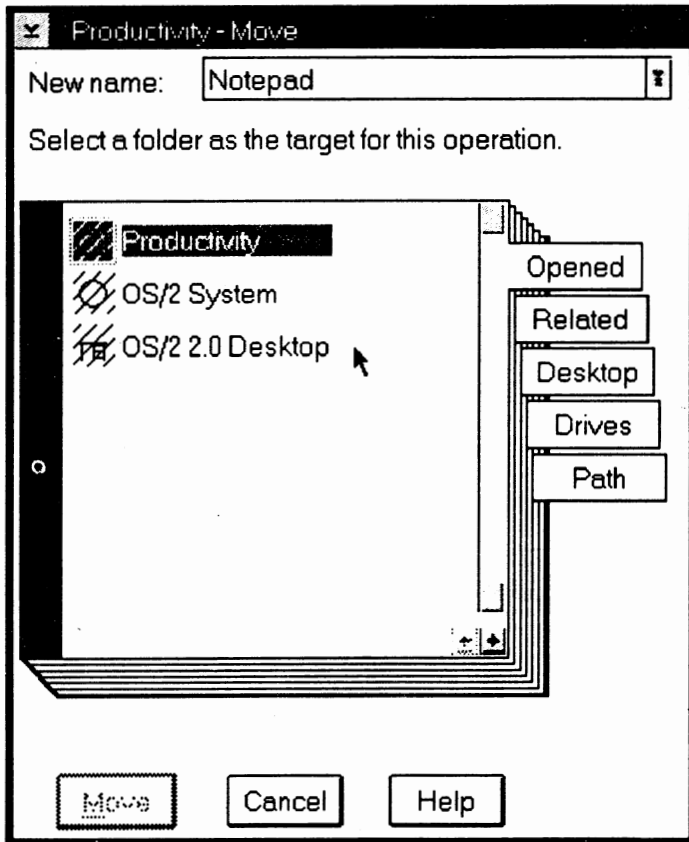 Productivity - Move
New name: Notepad
Select a folder as the target for this operation.
Productivity
OS/2 System
OS/2 2.0 Desktop
Opened
Related
Desktop
Drives
Path
Move Cancel Help